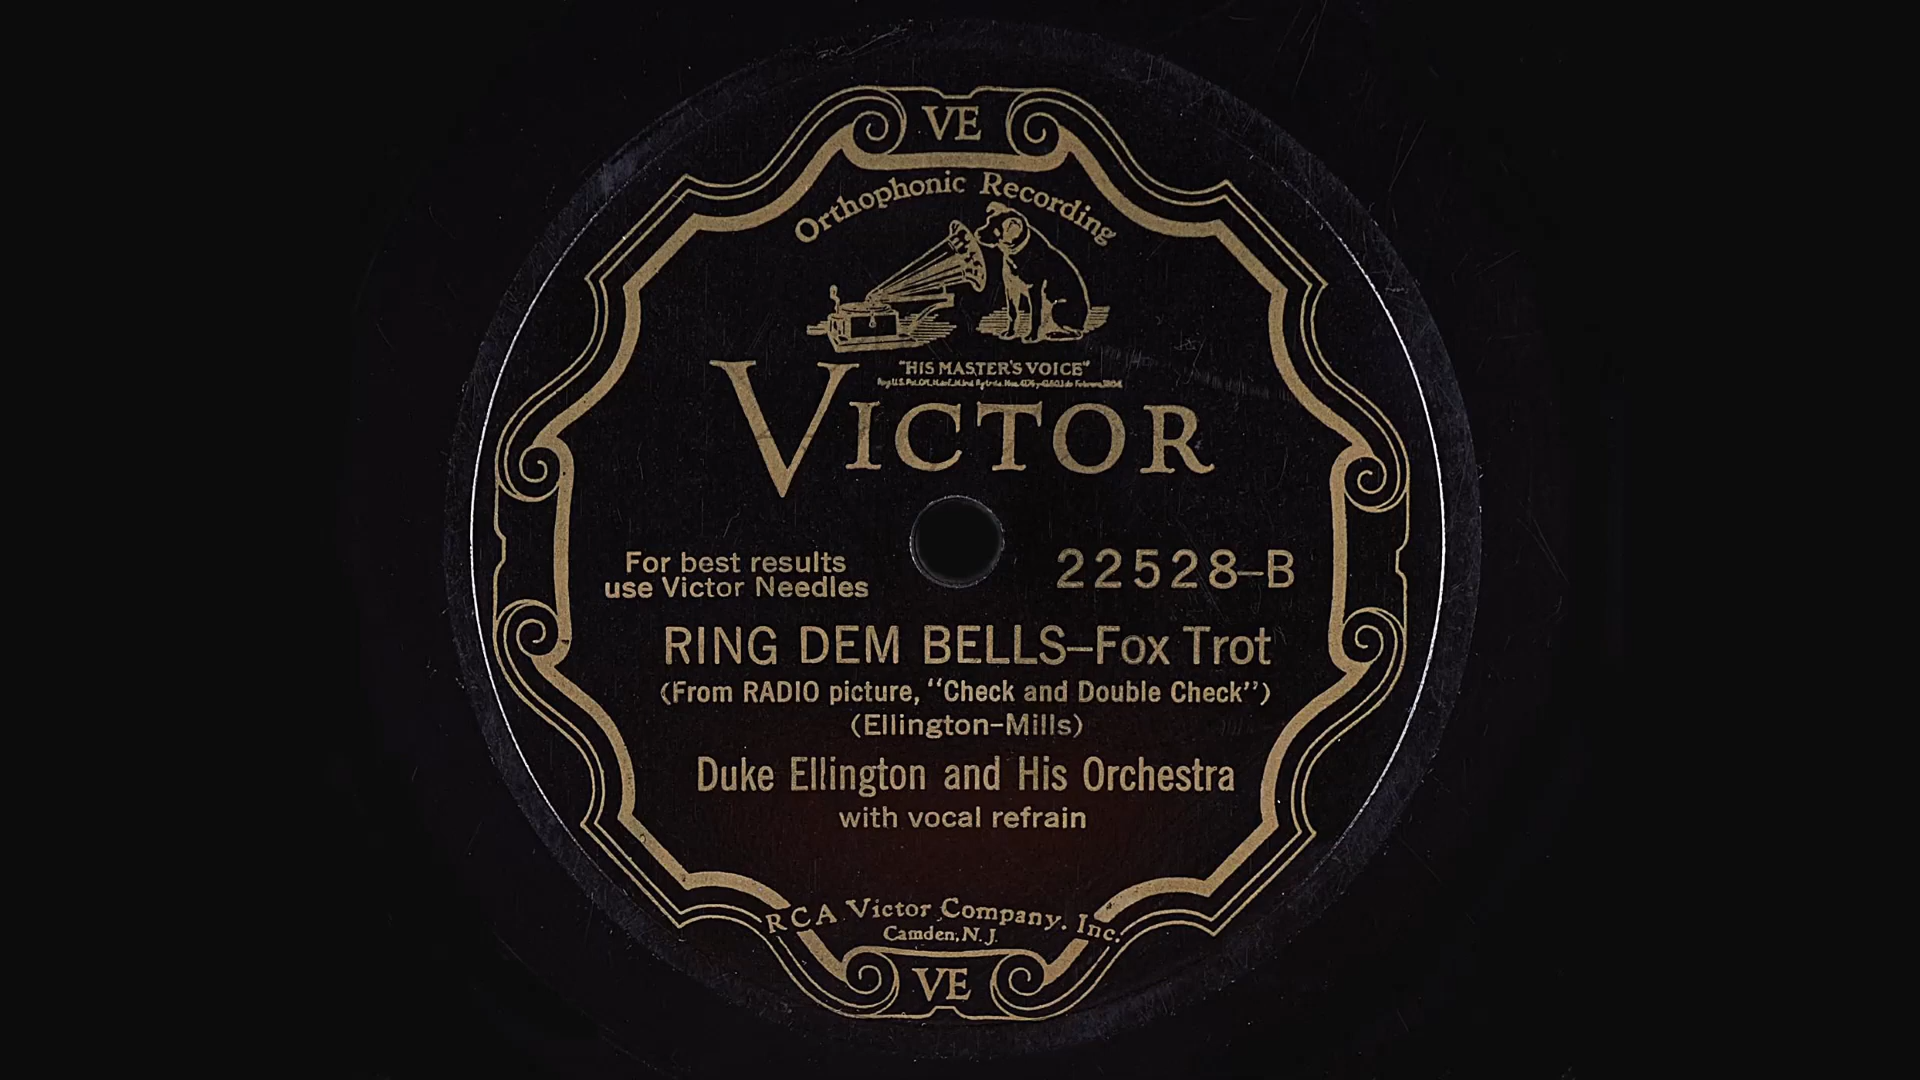 VE
Orthophonic Recording
"HIS MASTER'S VOICE"
VICTOR
For best results
use Victor Needles
22528-B
RING DEM BELLS-Fox Trot
(From RADIO picture, "Check and Double Check")
(Ellington-Mills)
Duke Ellington and His Orchestra
with vocal refrain
RCA Victor Company, Inc.
Camden, N. J.
VE